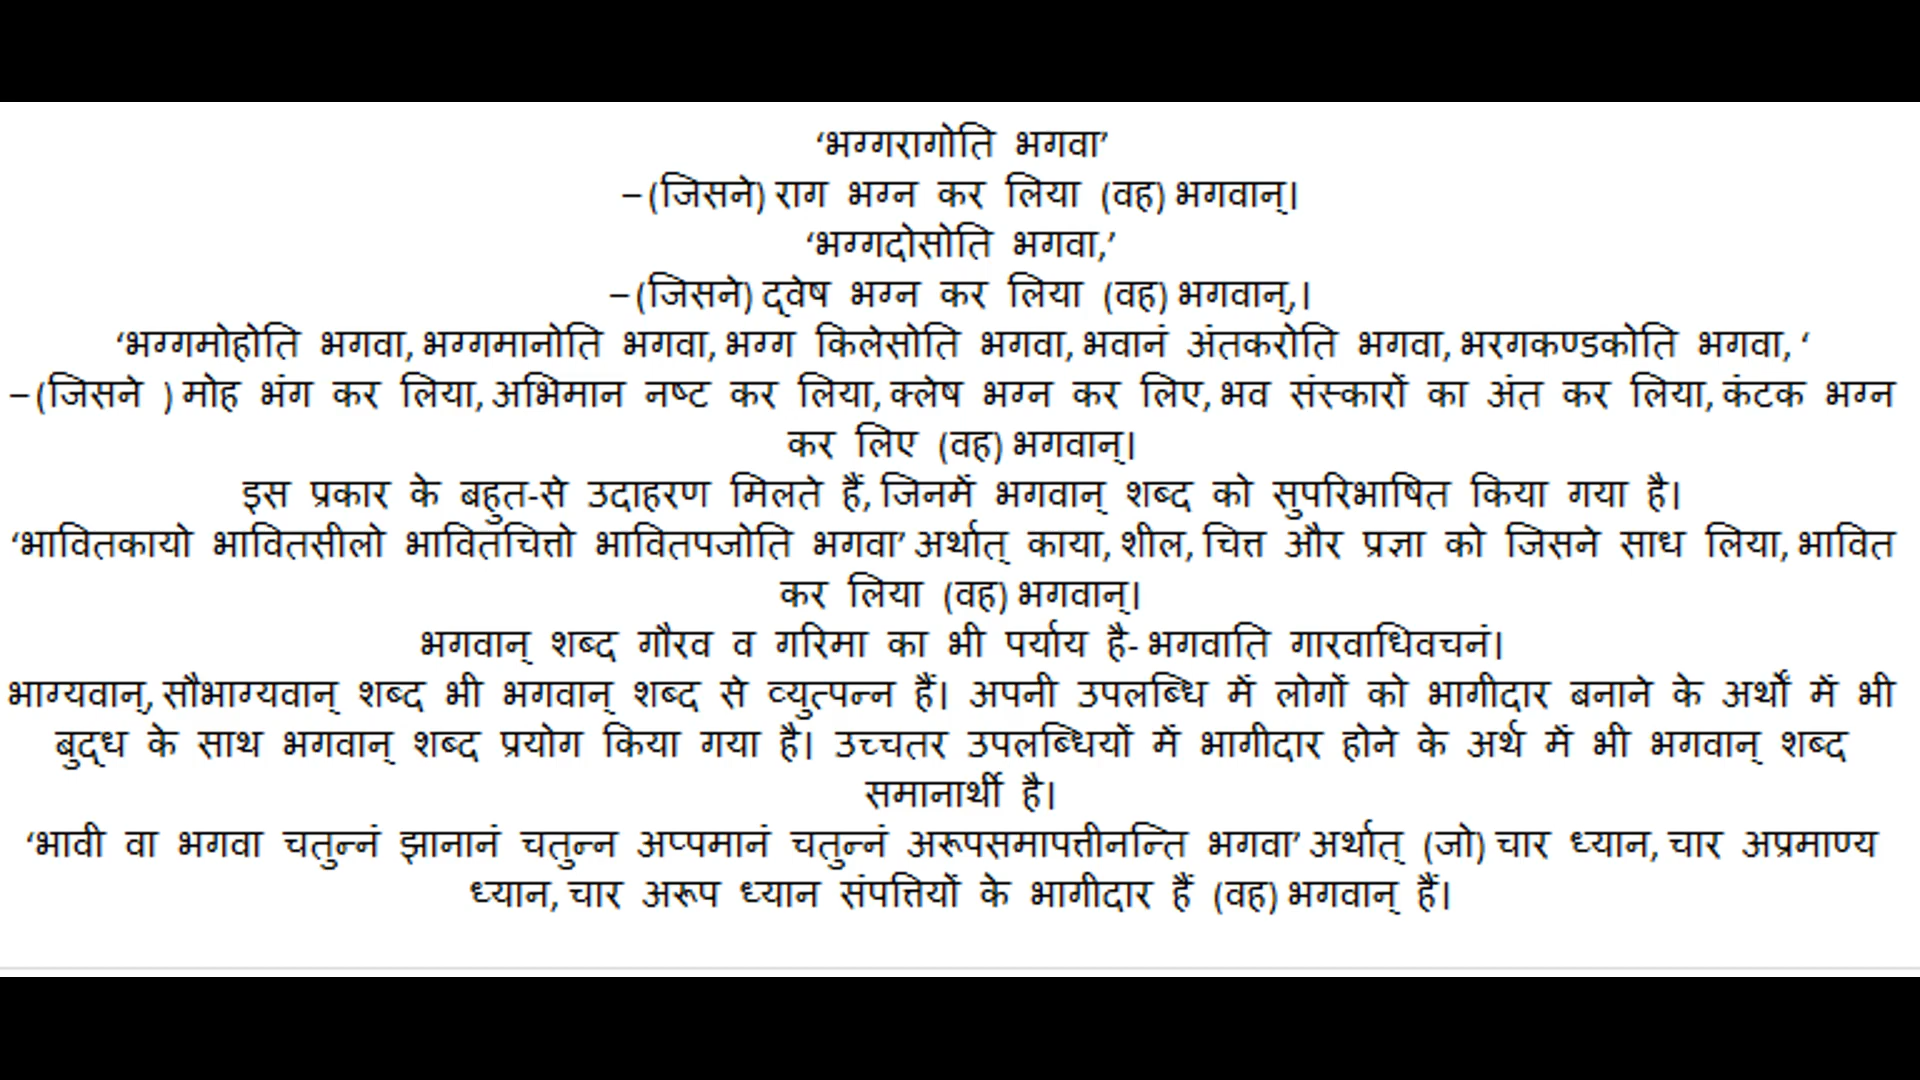 ‘भग्गरागोति भगवा’
–(जिसने) राग भग्न कर लिया (वह) भगवान्।
‘भग्गदोसोति भगवा,’
–(जिसने) द्वेष भग्न कर लिया (वह) भगवान्,।
‘भग्गमोहोति भगवा, भग्गमानोति भगवा, भग्ग किलेसोति भगवा, भवानं अंतकरोति भगवा, भरगकण्डकोति भगवा, ‘
–(जिसने ) मोह भंग कर लिया, अभिमान नष्ट कर लिया, क्लेष भग्न कर लिए, भव संस्कारों का अंत कर लिया, कंटक भग्न
कर लिए (वह) भगवान्।
इस प्रकार के बहुत-से उदाहरण मिलते हैं, जिनमें भगवान् शब्द को सुपरिभाषित किया गया है।
‘भावितकायो भावितसीलो भावितचित्तो भावितपजोति भगवा’ अर्थात् काया, शील, चित्त और प्रज्ञा को जिसने साध लिया, भावित
कर लिया (वह) भगवान्।
भगवान् शब्द गौरव व गरिमा का भी पर्याय है- भगवाति गारवाधिवचनं।
भाग्यवान्, सौभाग्यवान् शब्द भी भगवान् शब्द से व्युत्पन्न हैं। अपनी उपलब्धि में लोगों को भागीदार बनाने के अर्थों में भी
बुद्ध के साथ भगवान् शब्द प्रयोग किया गया है। उच्चतर उपलब्धियों में भागीदार होने के अर्थ में भी भगवान् शब्द
समानार्थी है।
‘भावी वा भगवा चतुन्नं झानानं चतुन्न अप्पमानं चतुन्नं अरूपसमापत्तीनन्ति भगवा’ अर्थात् (जो) चार ध्यान, चार अप्रमाण्य
ध्यान, चार अरूप ध्यान संपत्तियों के भागीदार हैं (वह) भगवान् हैं।